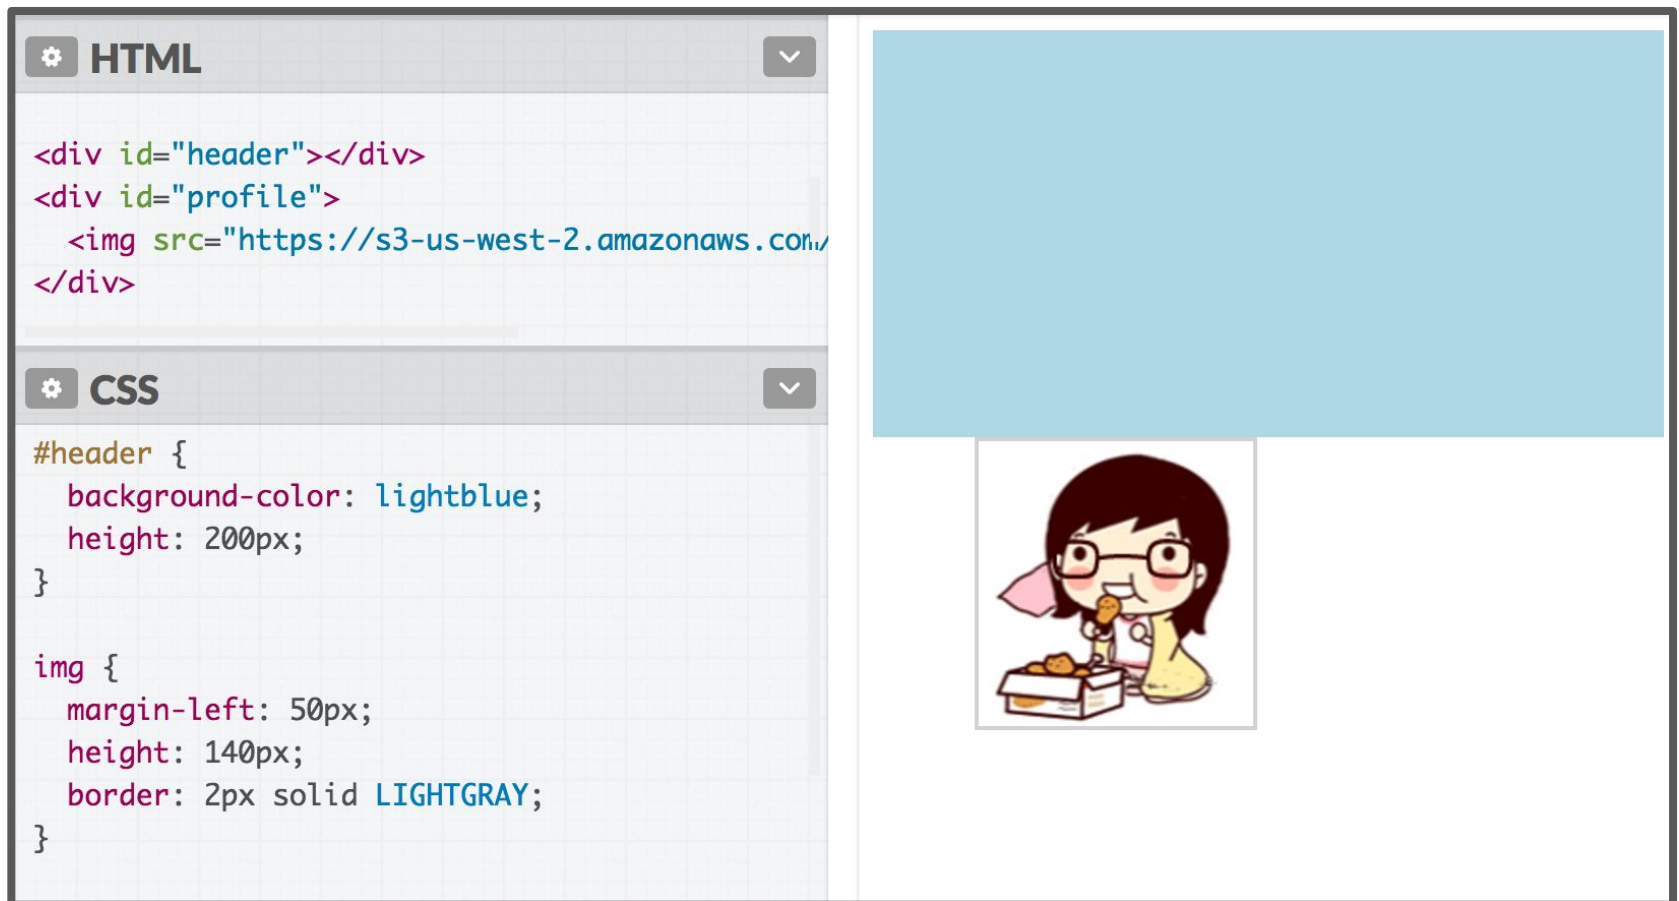 HTML
<div id="header"></div>
<div id="profile">
<img src="https://s3-us-west-2.amazonaws.com/
</div>
CSS
#header {
background-color: lightblue;
height: 200px;
}
img {
margin-left: 50px;
height: 140px;
border: 2px solid LIGHTGRAY;
}